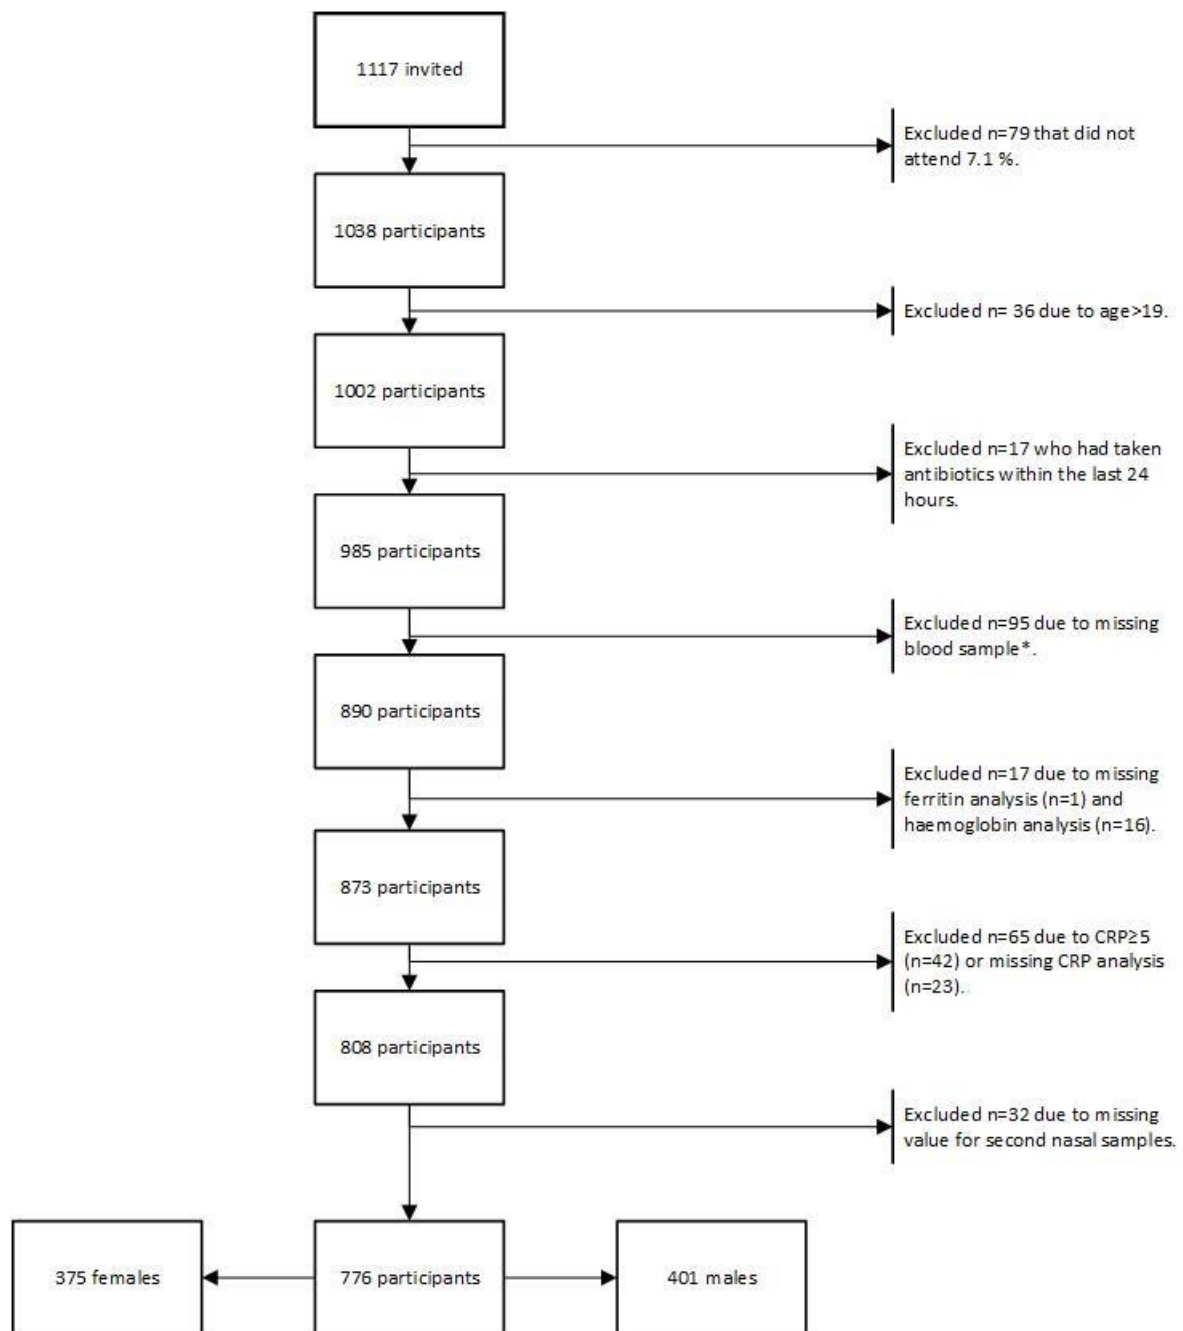 1117 invited
Excluded n=79 that did not
attend 7.1 %.
1038 participants
Excluded n= 36 due to age>19.
1002 participants
Excluded n=17 who had taken
antibiotics within the last 24
hours.
985 participants
Excluded n=95 due to missing
blood sample*.
890 participants
Excluded n=17 due to missing
ferritin analysis (n=1) and
haemoglobin analysis (n=16).
873 participants
Excluded n=65 due to CRP≥5
(n=42) or missing CRP analysis
(n=23).
808 participants
Excluded n=32 due to missing
value for second nasal samples.
375 females
776 participants
401 males